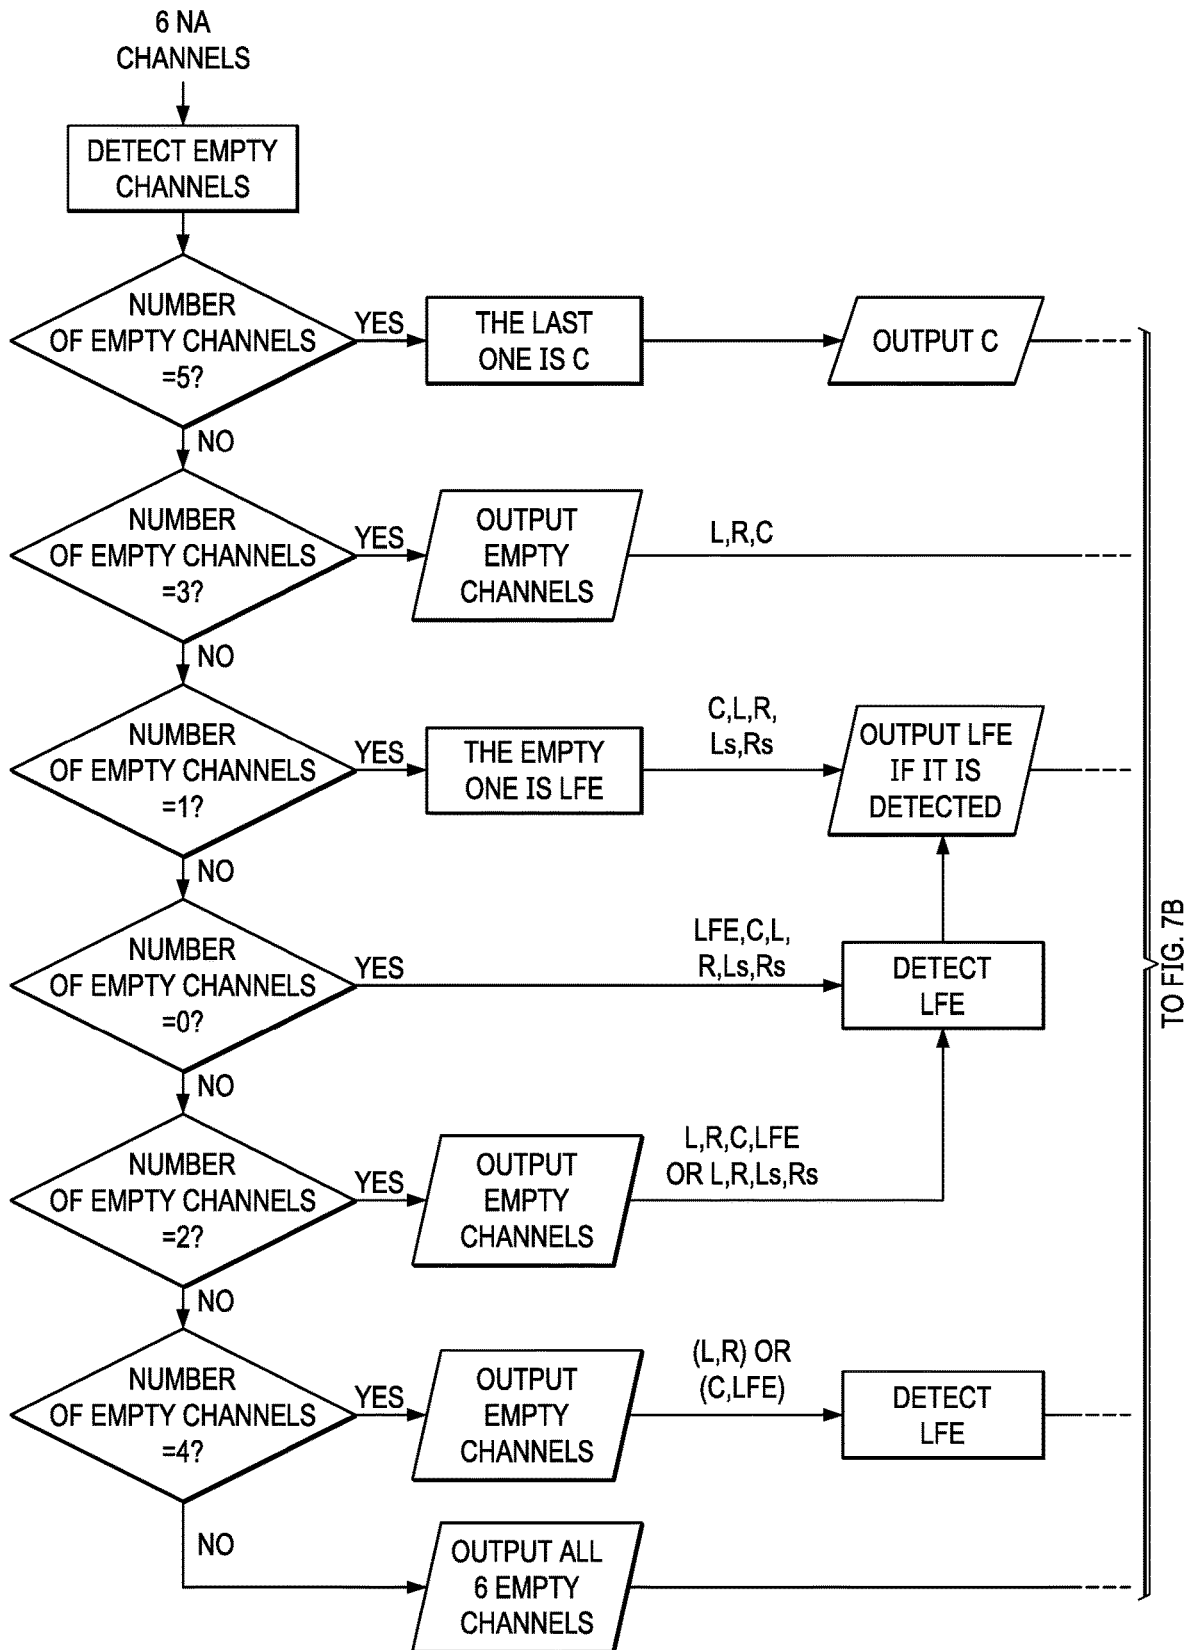 6 NA
CHANNELS
DETECT EMPTY
CHANNELS
NUMBER
OF EMPTY CHANNELS
=5?
YES
THE LAST
ONE IS C
OUTPUT C
NO
NUMBER
OF EMPTY CHANNELS
=3?
YES
OUTPUT
EMPTY
CHANNELS
L,R,C
NO
NUMBER
OF EMPTY CHANNELS
=1?
YES
THE EMPTY
ONE IS LFE
C,L,R,
Ls,Rs
OUTPUT LFE
IF IT IS
DETECTED
NO
NUMBER
OF EMPTY CHANNELS
=0?
YES
LFE,C,L,
R,Ls,Rs
DETECT
LFE
NO
NUMBER
OF EMPTY CHANNELS
=2?
YES
OUTPUT
EMPTY
CHANNELS
L,R,C,LFE
OR L,R,Ls,Rs
NO
NUMBER
OF EMPTY CHANNELS
=4?
YES
OUTPUT
EMPTY
CHANNELS
(L,R) OR
(C,LFE)
DETECT
LFE
NO
OUTPUT ALL
6 EMPTY
CHANNELS
TO FIG. 7B